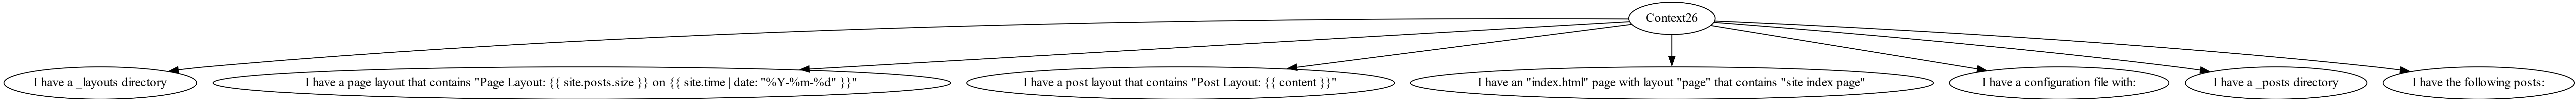 Context26
I have a _layouts directory
I have a page layout that contains "Page Layout: {{ site.posts.size }} on {{ site.time | date: "%Y-%m-%d" }}"
I have a post layout that contains "Post Layout: {{ content }}"
I have an "index.html" page with layout "page" that contains "site index page"
I have a configuration file with:
I have a _posts directory
I have the following posts: